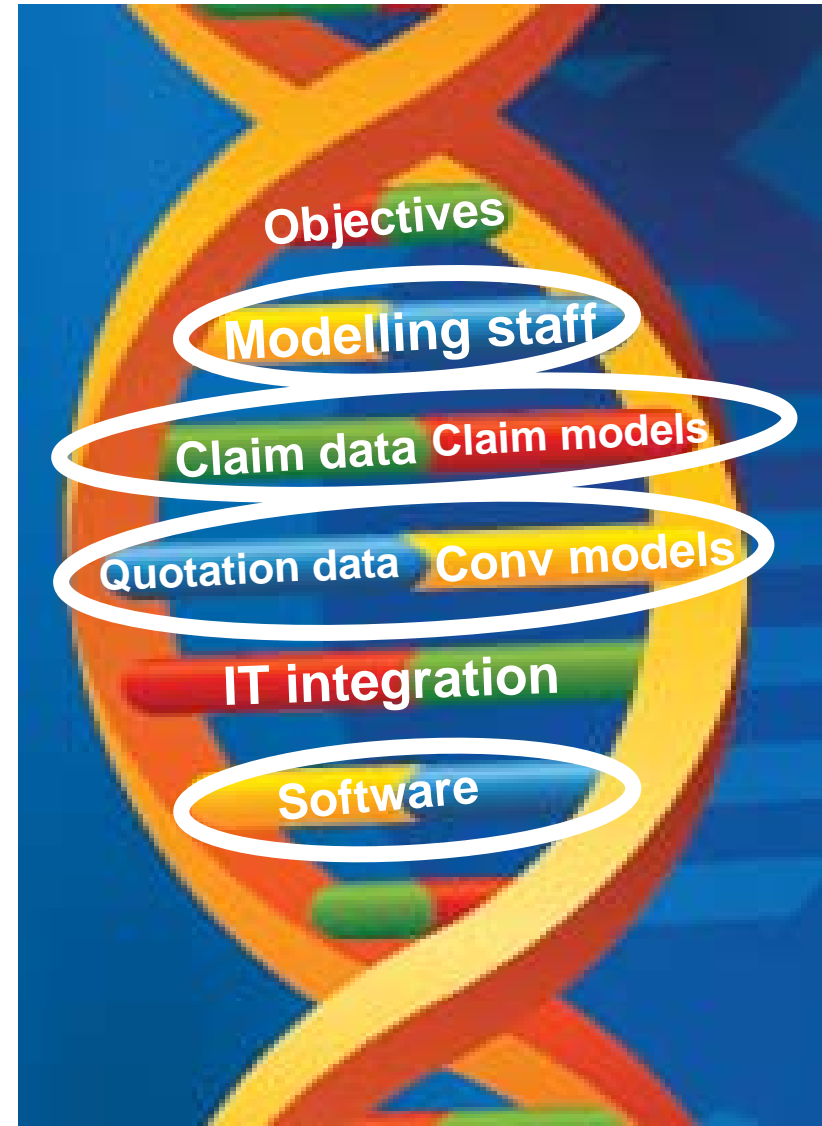 Objectives
Modelling staff
Claim data Claim models
Quotation data Conv models
IT integration
Software